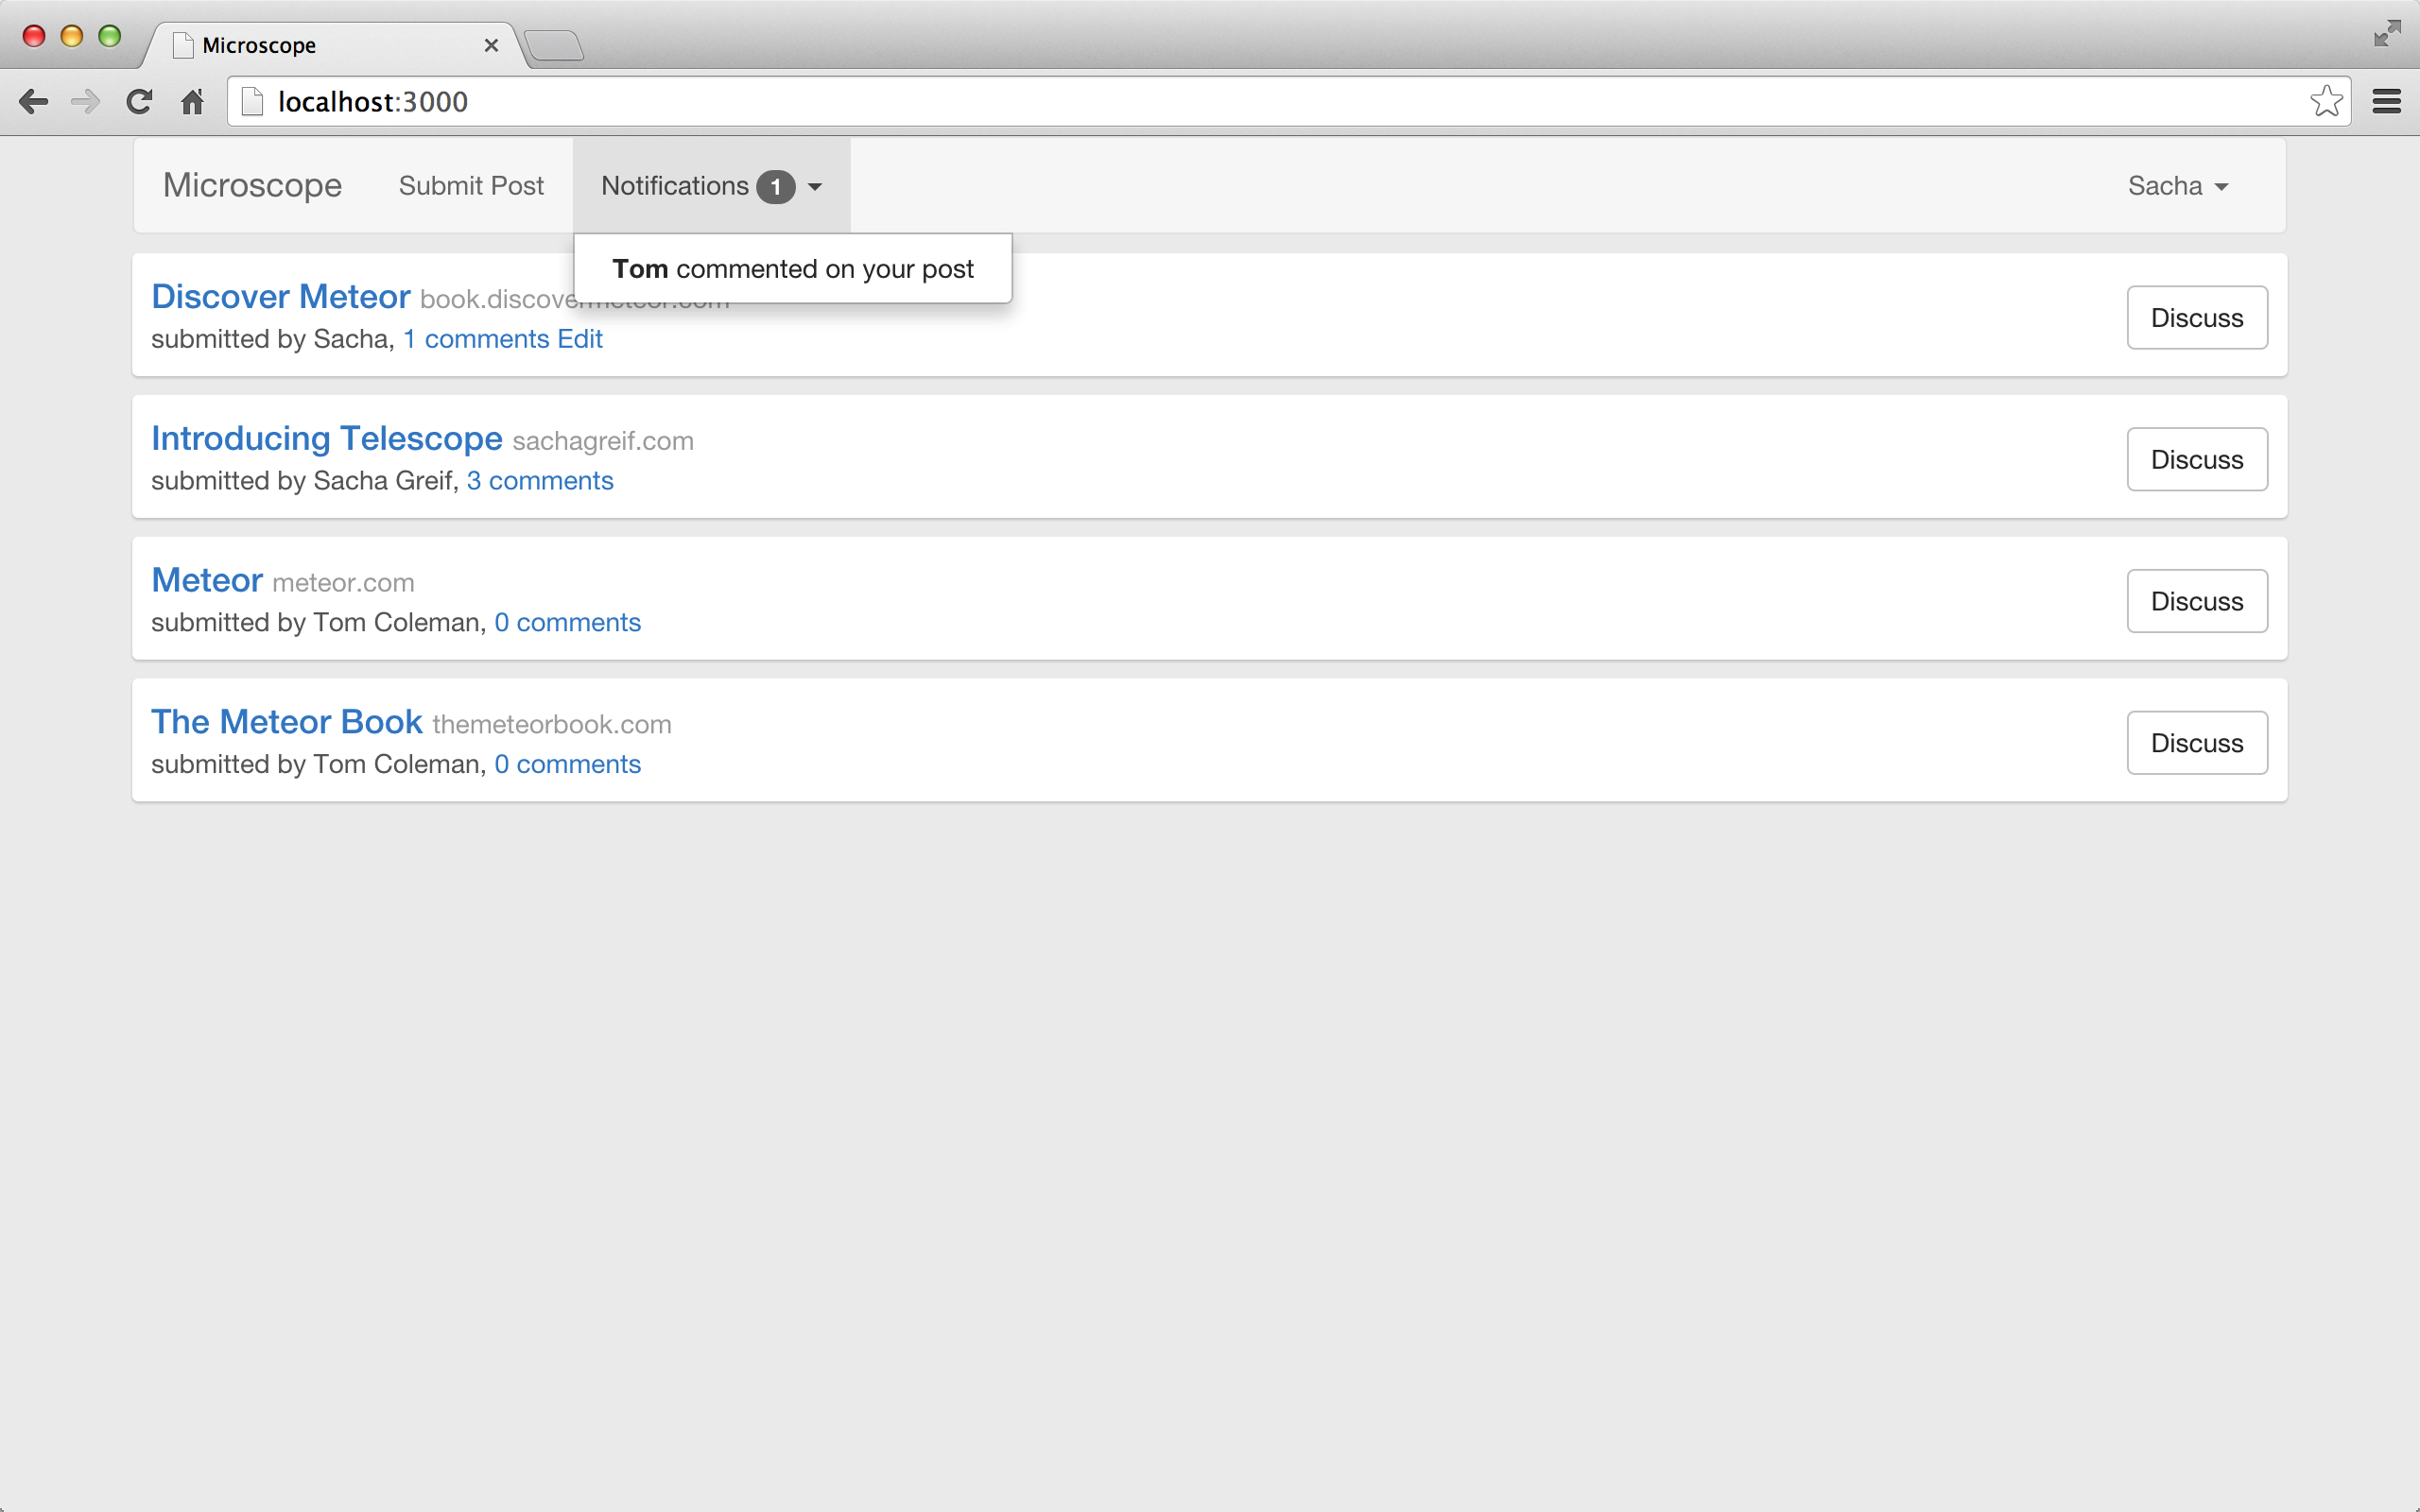 Microscope
localhost:3000
Microscope Submit Post Notifications 1 Sacha
Tom commented on your post
Discover Meteor book.discovermeteor.com Discuss
submitted by Sacha, 1 comments Edit
Introducing Telescope sachagreif.com Discuss
submitted by Sacha Greif, 3 comments
Meteor meteor.com Discuss
submitted by Tom Coleman, 0 comments
The Meteor Book themeteorbook.com Discuss
submitted by Tom Coleman, 0 comments